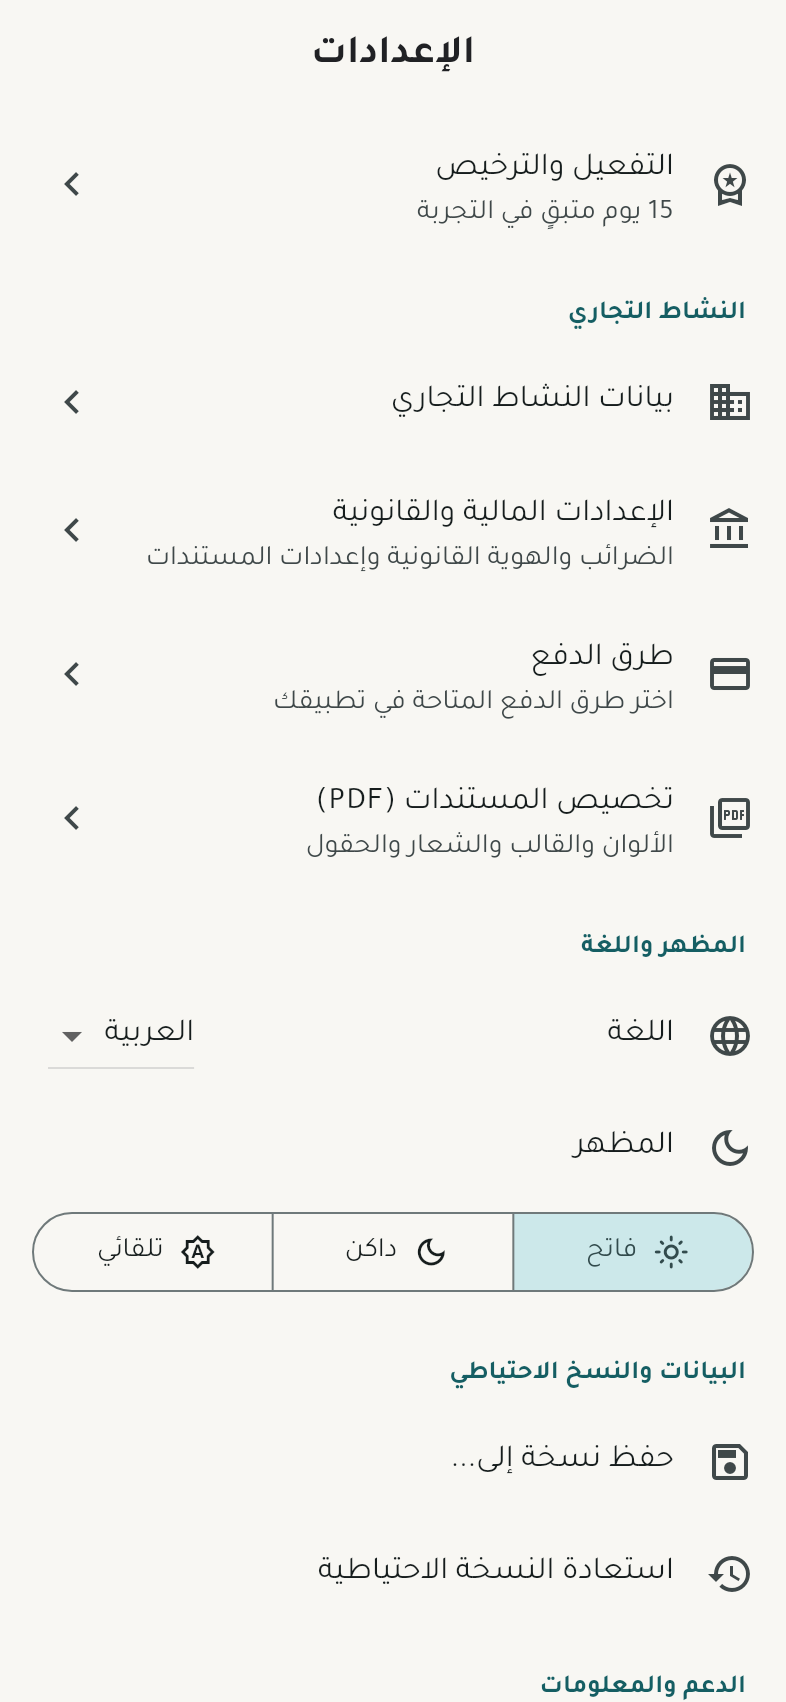 الإعدادات
التفعيل والترخيص
15 يوم متبقٍ في التجربة
النشاط التجاري
بيانات النشاط التجاري
الإعدادات المالية والقانونية
الضرائب والهوية القانونية وإعدادات المستندات
طرق الدفع
اختر طرق الدفع المتاحة في تطبيقك
تخصيص المستندات (PDF)
PDF
الألوان والقالب والشعار والحقول
المظهر واللغة
اللغة العربية
المظهر
فاتح داكن A تلقائي
البيانات والنسخ الاحتياطي
حفظ نسخة إلى...
استعادة النسخة الاحتياطية
الدعم والمعلومات